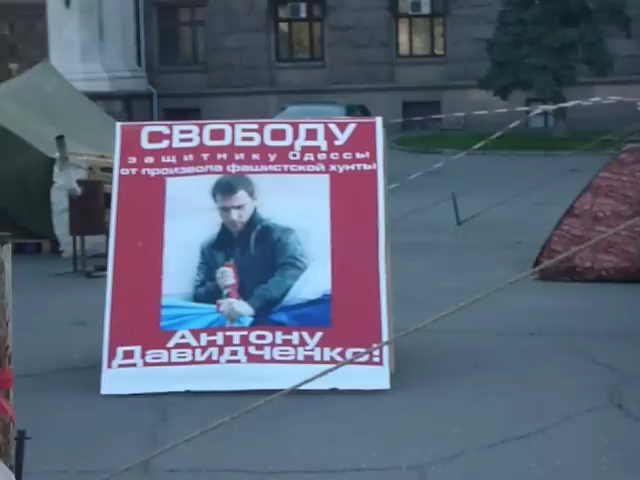 СВОБОДУ
защитнику Одессы
от произвола фашистской хунты
Антону
Давидченко!